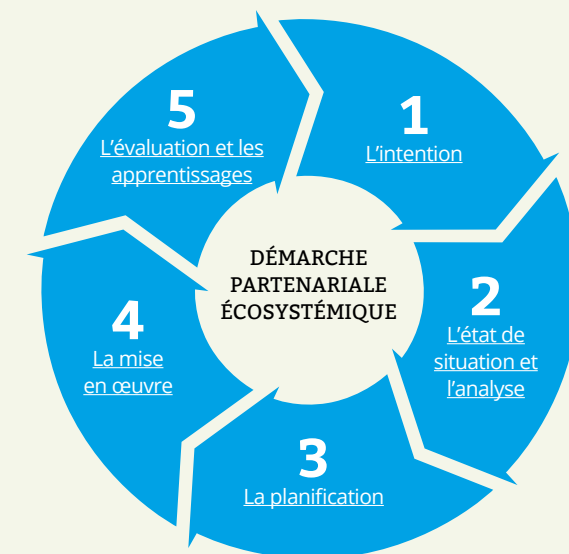 DÉMARCHE
PARTENARIALE
ÉCOSYSTÉMIQUE
1
L'intention
2
L'état de
situation et
l'analyse
3
La planification
4
La mise
en œuvre
5
L'évaluation et les
apprentissages